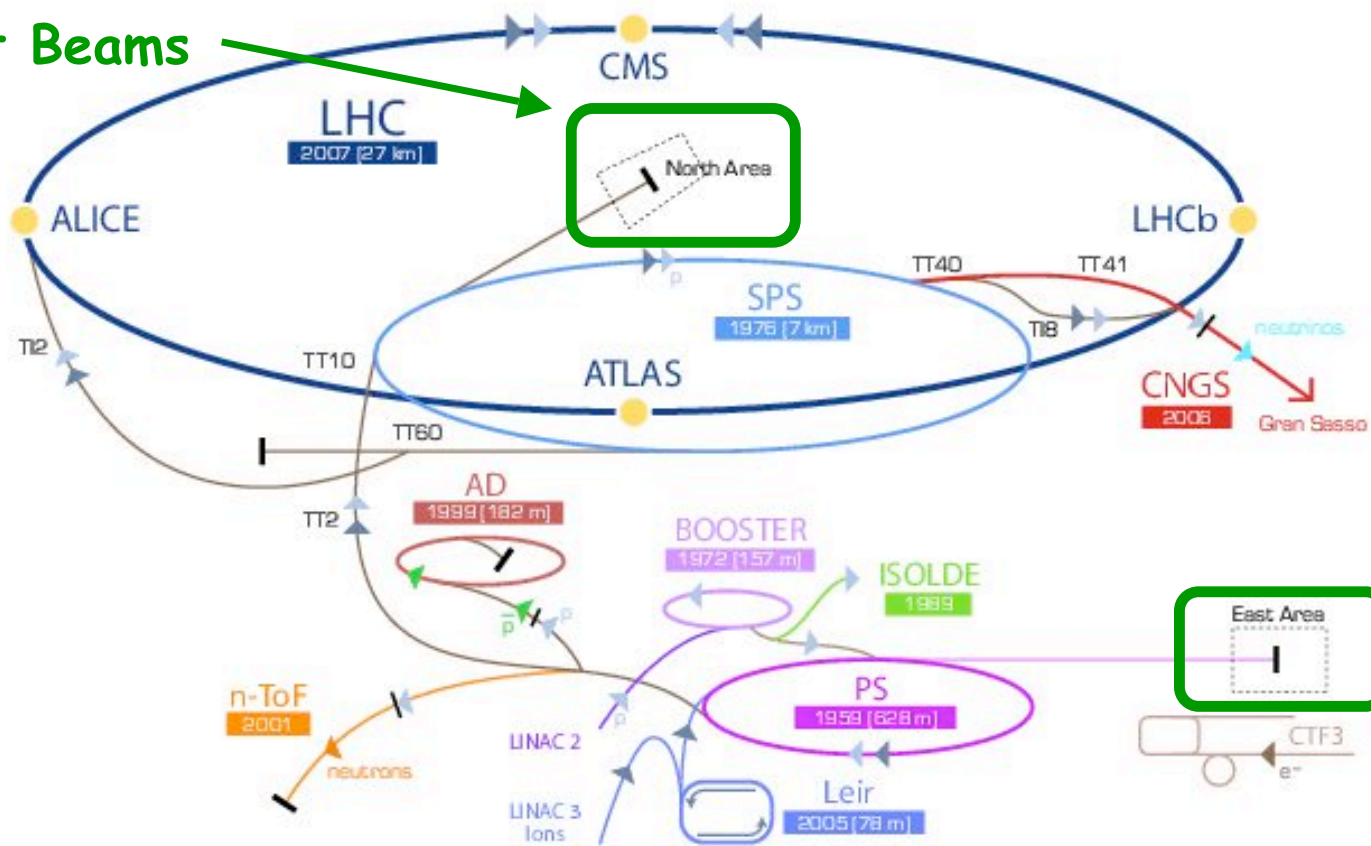 Beams
CMS
LHC
2007 [27 km]
North Area
ALICE
LHCb
TT40
TT41
p
SPS
1976 [7 km]
TI8
neutrinos
TI2
TT10
ATLAS
CNGS
2006
Gran Sasso
TT60
AD
1999 [182 m]
TT2
BOOSTER
1972 [157 m]
ISOLDE
1989
East Area
p̅
p
n-ToF
2001
PS
1959 [628 m]
p
LINAC 2
neutrons
CTF3
e⁻
LINAC 3
Ions
Leir
2005 [78 m]